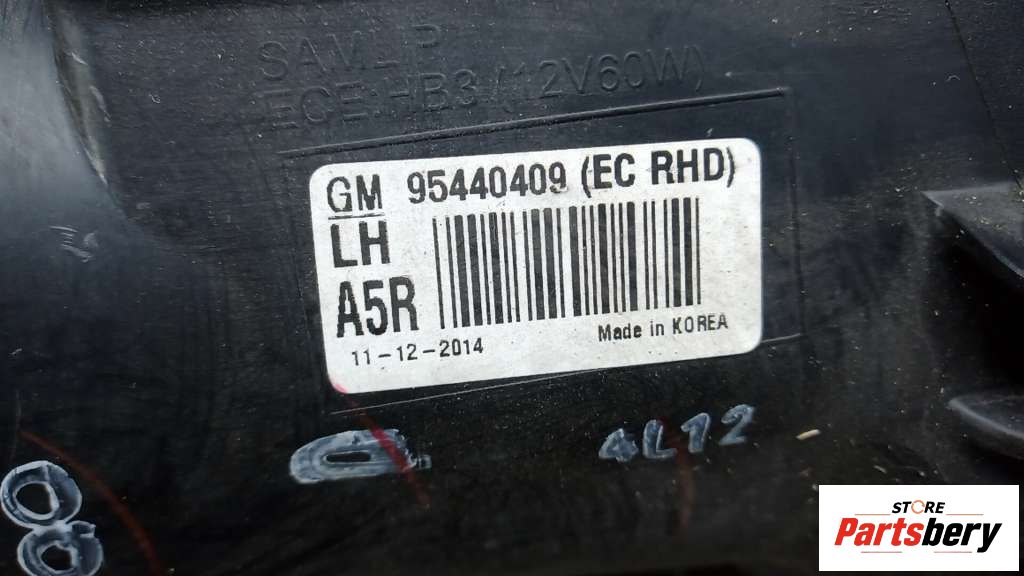 SAMLIP
ECE:HB3 (12V60W)
GM 95440409 (EC RHD)
LH
A5R
11-12-2014
Made in KOREA
4L12
8
STORE
Partsbery